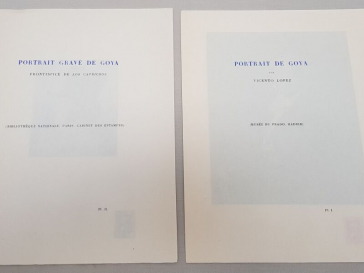 PORTRAIT GRAVÉ DE GOYA
FRONTISPICE DE LOS CAPRICHOS
(BIBLIOTHÈQUE NATIONALE, PARIS, CABINET DES ESTAMPES)
PORTRAIT DE GOYA
PAR
VICENTE LOPEZ
(MUSÉE DU PRADO, MADRID)
PL. I.